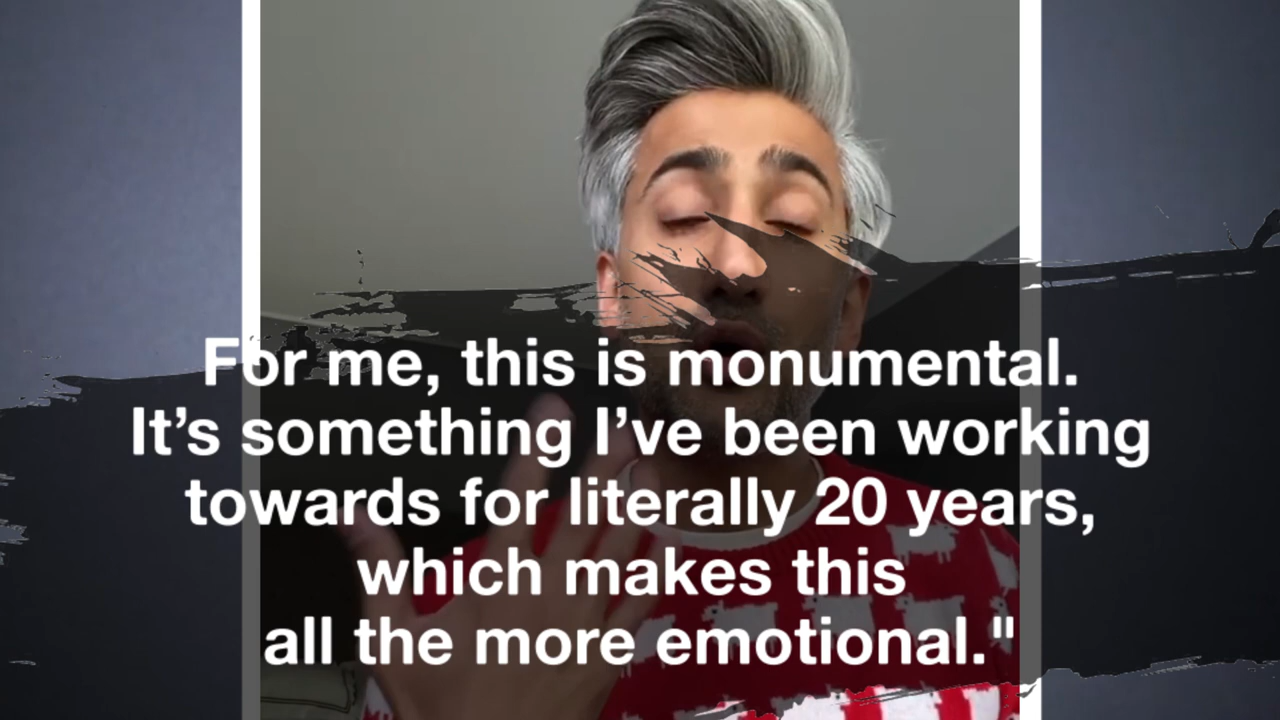 For me, this is monumental.
It’s something I’ve been working
towards for literally 20 years,
which makes this
all the more emotional."